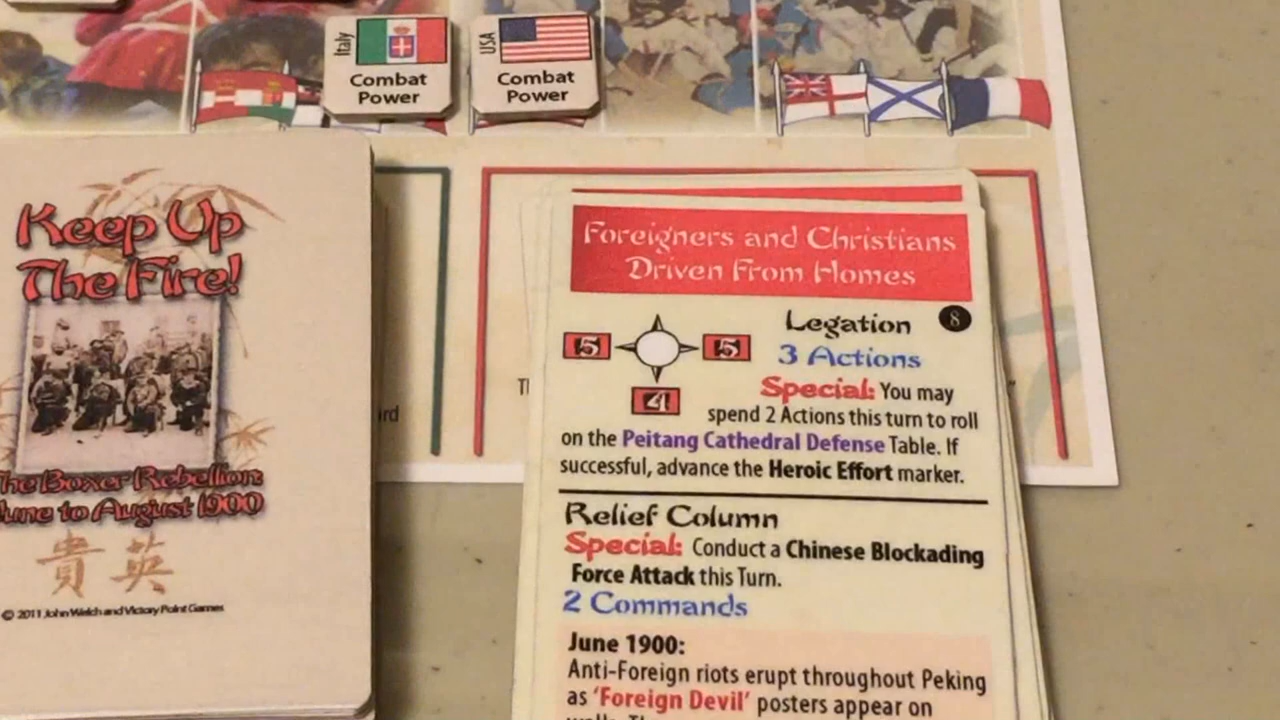 Italy
Combat
Power
USA
Combat
Power
Keep Up
The Fire!
The Boxer Rebellion:
June to August 1900
貴英
© 2011 John Welch and Victory Point Games
Foreigners and Christians
Driven From Homes
8
Legation
5 5
3 Actions
4
Special: You may
spend 2 Actions this turn to roll
on the Peitang Cathedral Defense Table. If
successful, advance the Heroic Effort marker.
Relief Column
Special: Conduct a Chinese Blockading
Force Attack this Turn.
2 Commands
June 1900:
Anti-Foreign riots erupt throughout Peking
as 'Foreign Devil' posters appear on